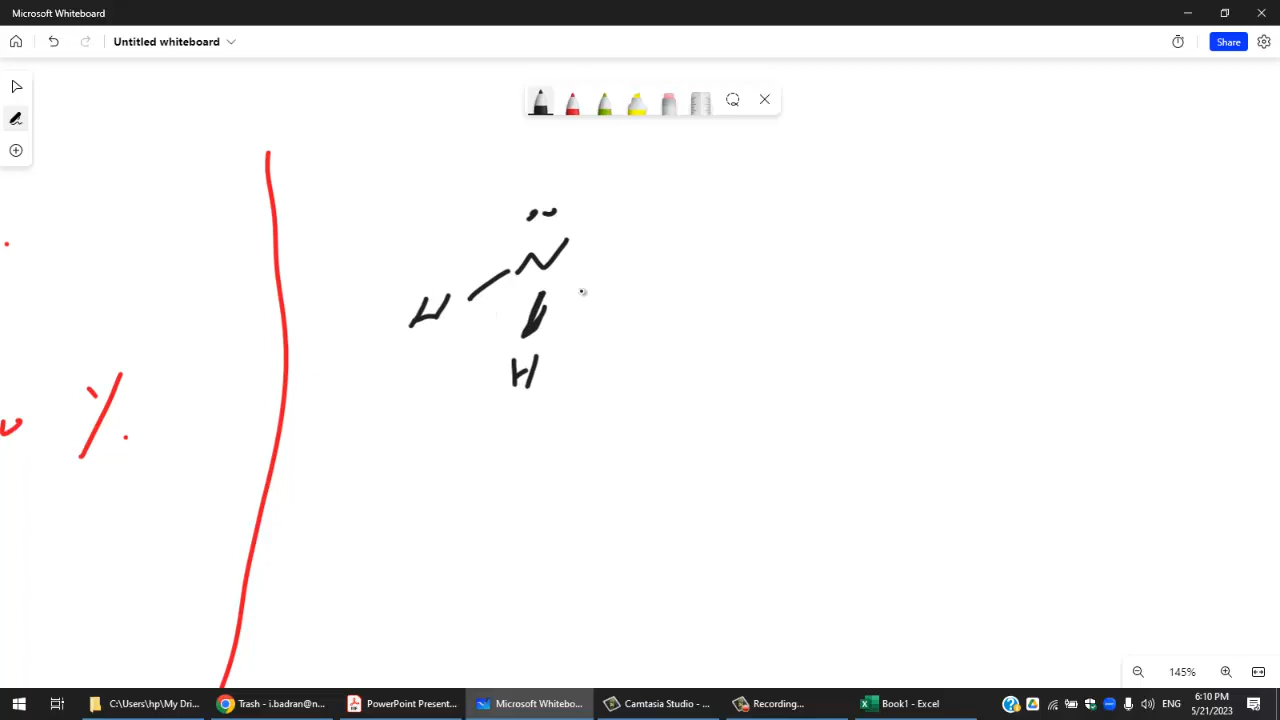 Microsoft Whiteboard
Untitled whiteboard
Share
N
H
H
%
145%
C:\Users\hp\My Dri...
Trash - i.badran@n...
PowerPoint Present...
Microsoft Whitebo...
Camtasia Studio - ...
Recording...
Book1 - Excel
ENG
6:10 PM
5/21/2023